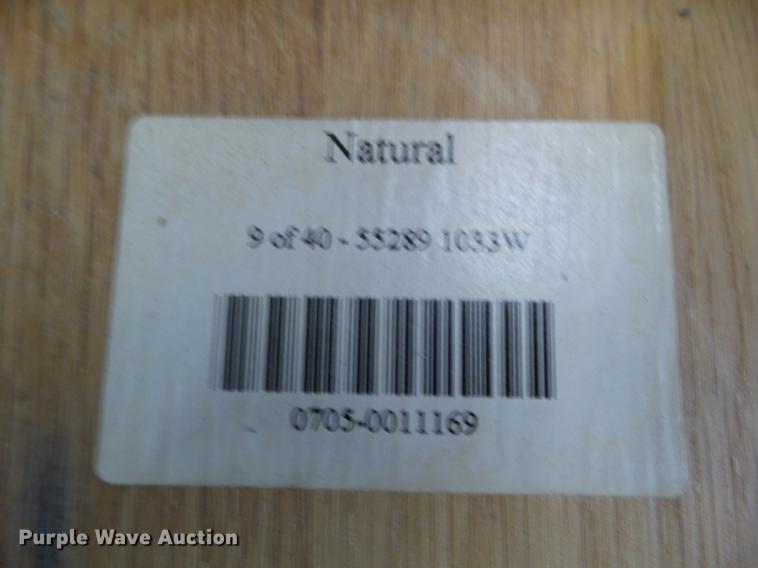 Natural
9 of 40 - 55289 1033W
0705-0011169
Purple Wave Auction